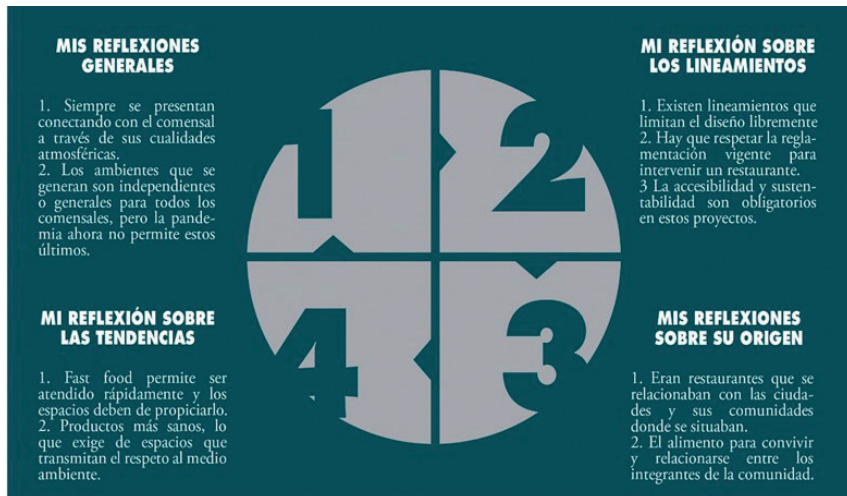 MIS REFLEXIONES
GENERALES
1. Siempre se presentan
conectando con el comensal
a través de sus cualidades
atmosféricas.
2. Los ambientes que se
generan son independientes
o generales para todos los
comensales, pero la pande-
mia ahora no permite estos
últimos.
1
2
MI REFLEXIÓN SOBRE
LOS LINEAMIENTOS
1. Existen lineamientos que
limitan el diseño libremente
2. Hay que respetar la regla-
mentación vigente para
intervenir un restaurante.
3 La accesibilidad y susten-
tabilidad son obligatorios
en estos proyectos.
MI REFLEXIÓN SOBRE
LAS TENDENCIAS
1. Fast food permite ser
atendido rápidamente y los
espacios deben de propiciarlo.
2. Productos más sanos, lo
que exige de espacios que
transmitan el respeto al medio
ambiente.
4
3
MIS REFLEXIONES
SOBRE SU ORIGEN
1. Eran restaurantes que se
relacionaban con las ciuda-
des y sus comunidades
donde se situaban.
2. El alimento para convivir
y relacionarse entre los
integrantes de la comunidad.